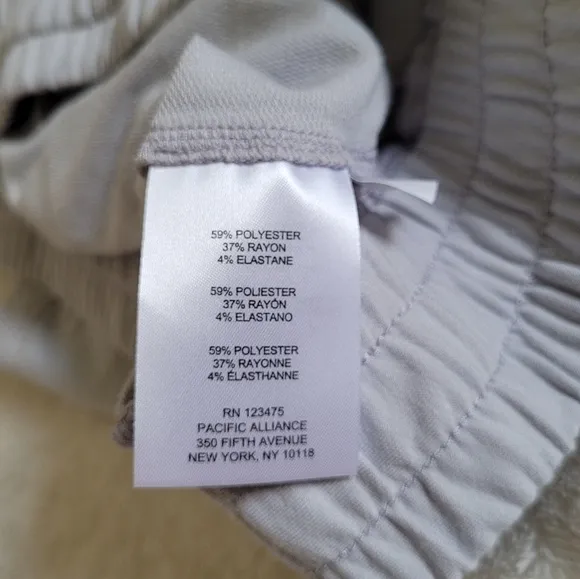 59% POLYESTER
37% RAYON
4% ELASTANE
59% POLIESTER
37% RAYÓN
4% ELASTANO
59% POLYESTER
37% RAYONNE
4% ÉLASTHANNE
RN 123475
PACIFIC ALLIANCE
350 FIFTH AVENUE
NEW YORK, NY 10118